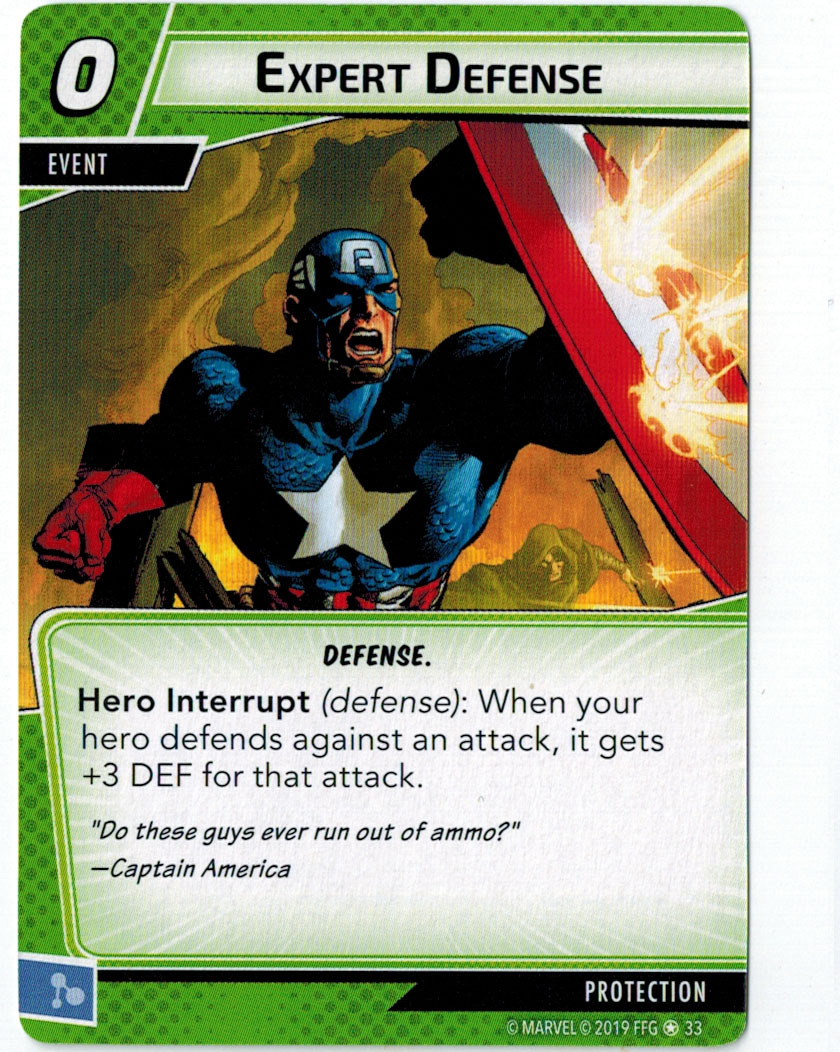 0
EXPERT DEFENSE
EVENT
A
DEFENSE.
Hero Interrupt (defense): When your
hero defends against an attack, it gets
+3 DEF for that attack.
"Do these guys ever run out of ammo?"
—Captain America
PROTECTION
© MARVEL © 2019 FFG ✪ 33